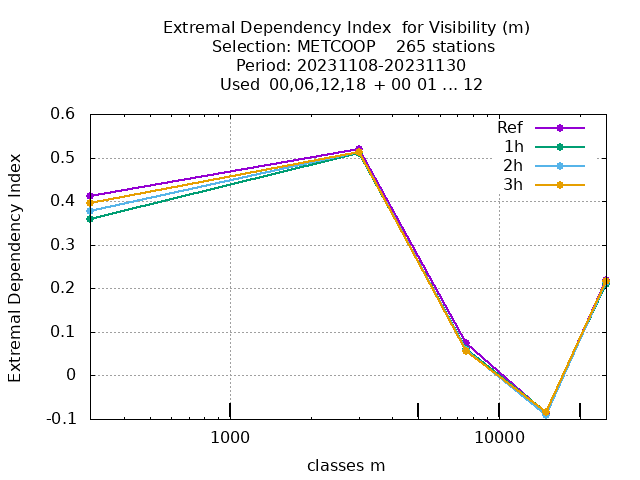 Extremal Dependency Index  for Visibility (m)
Selection: METCOOP    265 stations
Period: 20231108-20231130
Used  00,06,12,18  + 00 01 ... 12
Extremal Dependency Index
0.6
0.5
0.4
0.3
0.2
0.1
0
-0.1
Ref
1h
2h
3h
1000
10000
classes m